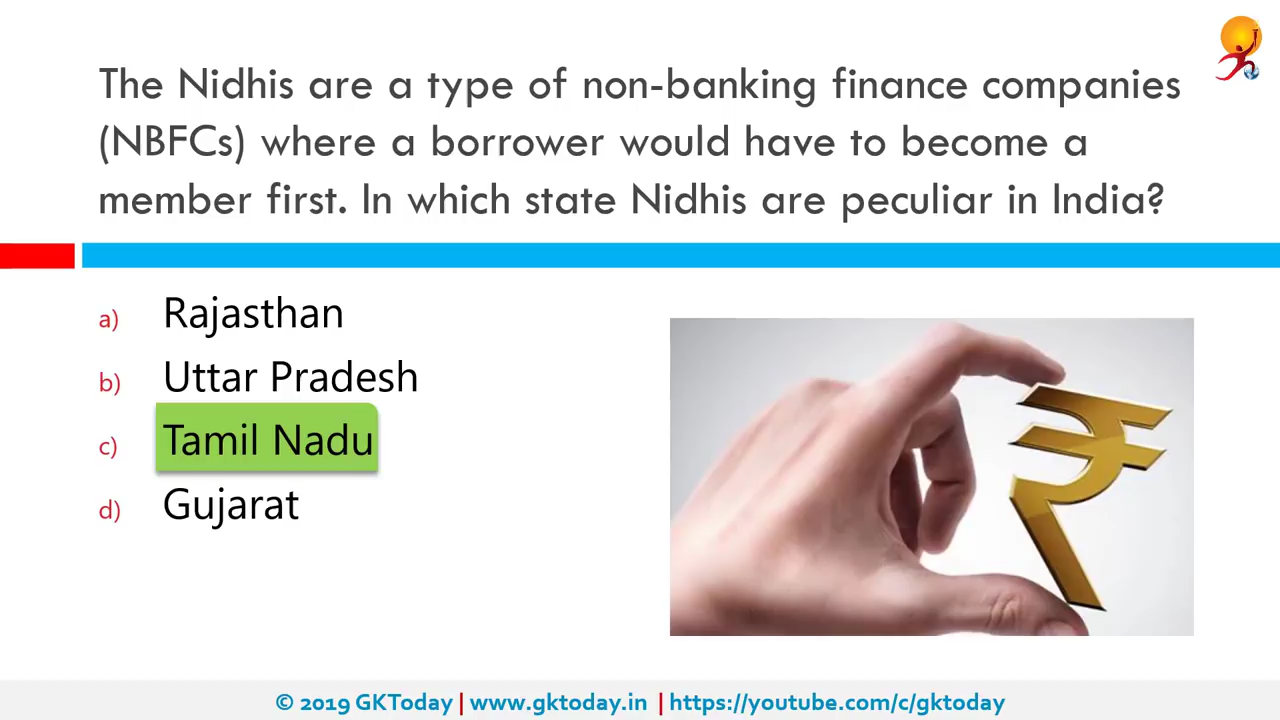 The Nidhis are a type of non-banking finance companies
(NBFCs) where a borrower would have to become a
member first. In which state Nidhis are peculiar in India?
a) Rajasthan
b) Uttar Pradesh
c) Tamil Nadu
d) Gujarat
© 2019 GKToday | www.gktoday.in | https://youtube.com/c/gktoday